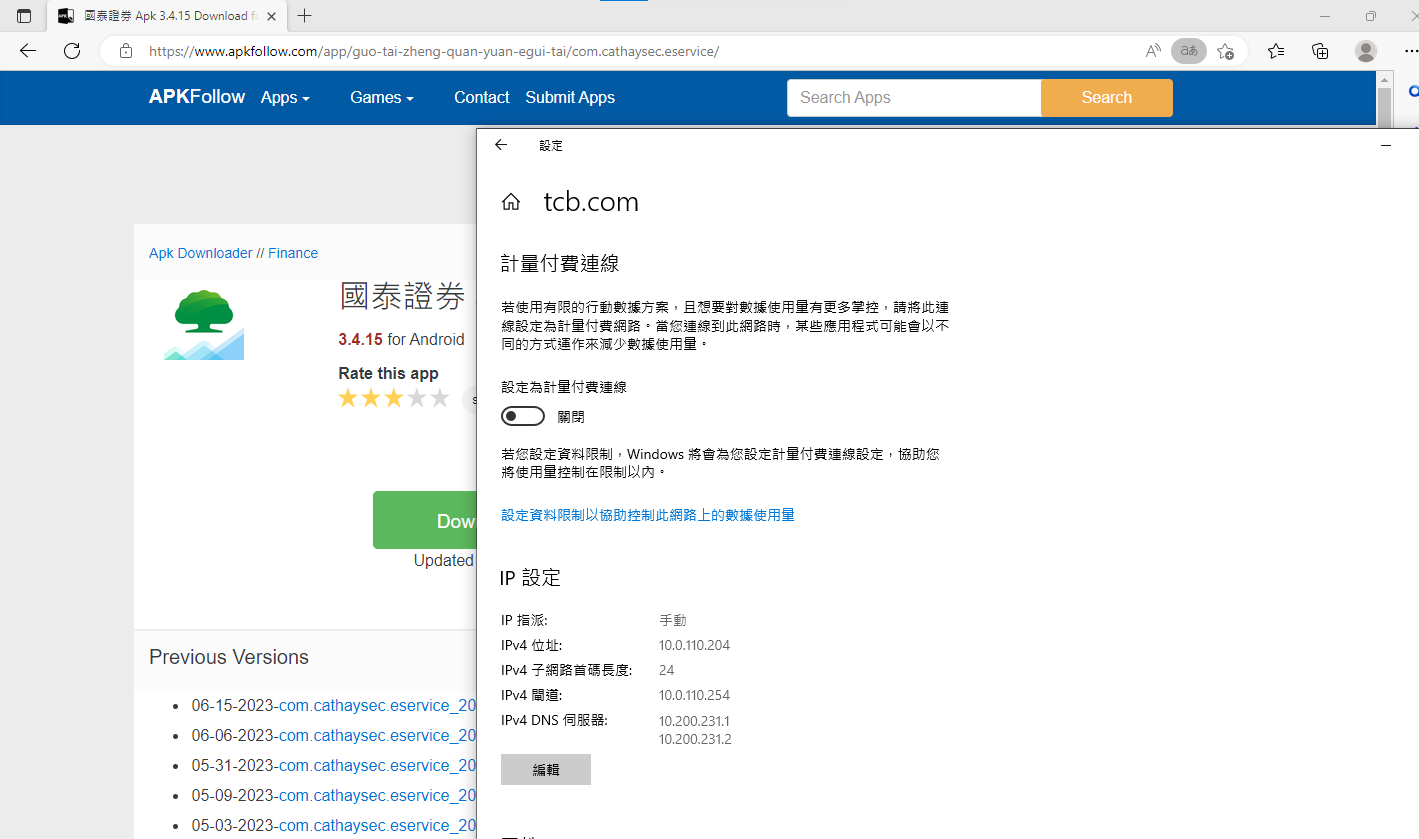 國泰證券 Apk 3.4.15 Download f
https://www.apkfollow.com/app/guo-tai-zheng-quan-yuan-egui-tai/com.cathaysec.eservice/
aあ
APKFollow Apps Games Contact Submit Apps Search Apps Search
設定
tcb.com
Apk Downloader // Finance
國泰證券
3.4.15 for Android
Rate this app
s
Dow
Updated
Previous Versions
06-15-2023-com.cathaysec.eservice_20
06-06-2023-com.cathaysec.eservice_20
05-31-2023-com.cathaysec.eservice_20
05-09-2023-com.cathaysec.eservice_20
05-03-2023-com.cathaysec.eservice_20
計量付費連線
若使用有限的行動數據方案，且想要對數據使用量有更多掌控，請將此連
線設定為計量付費網路。當您連線到此網路時，某些應用程式可能會以不
同的方式運作來減少數據使用量。
設定為計量付費連線
關閉
若您設定資料限制，Windows 將會為您設定計量付費連線設定，協助您
將使用量控制在限制以內。
設定資料限制以協助控制此網路上的數據使用量
IP 設定
IP 指派: 手動
IPv4 位址: 10.0.110.204
IPv4 子網路首碼長度: 24
IPv4 閘道: 10.0.110.254
IPv4 DNS 伺服器: 10.200.231.1
10.200.231.2
編輯